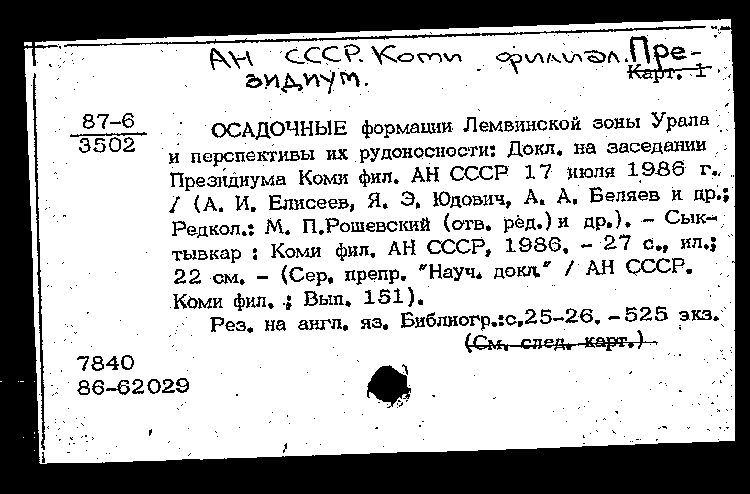 АН СССР. Коми филиал. Пре-
зидиум.
Карт. 1
87-6
3502
ОСАДОЧНЫЕ формации Лемвинской зоны Урала
и перспективы их рудоносности: Докл. на заседании
Президиума Коми фил. АН СССР 17 июля 1986 г.
/ (А. И. Елисеев, Я. Э. Юдович, А. А. Беляев и др.;
Редкол.: М. П.Рошевский (отв. ред.) и др.). - Сык-
тывкар : Коми фил. АН СССР, 1986. - 27 с., ил.;
22 см. - (Сер. препр. "Науч. докл." / АН СССР.
Коми фил. ; Вып. 151).
Рез. на англ. яз. Библиогр.:с.25-26. -525 экз.
(См. след. карт.)
7840
86-62029